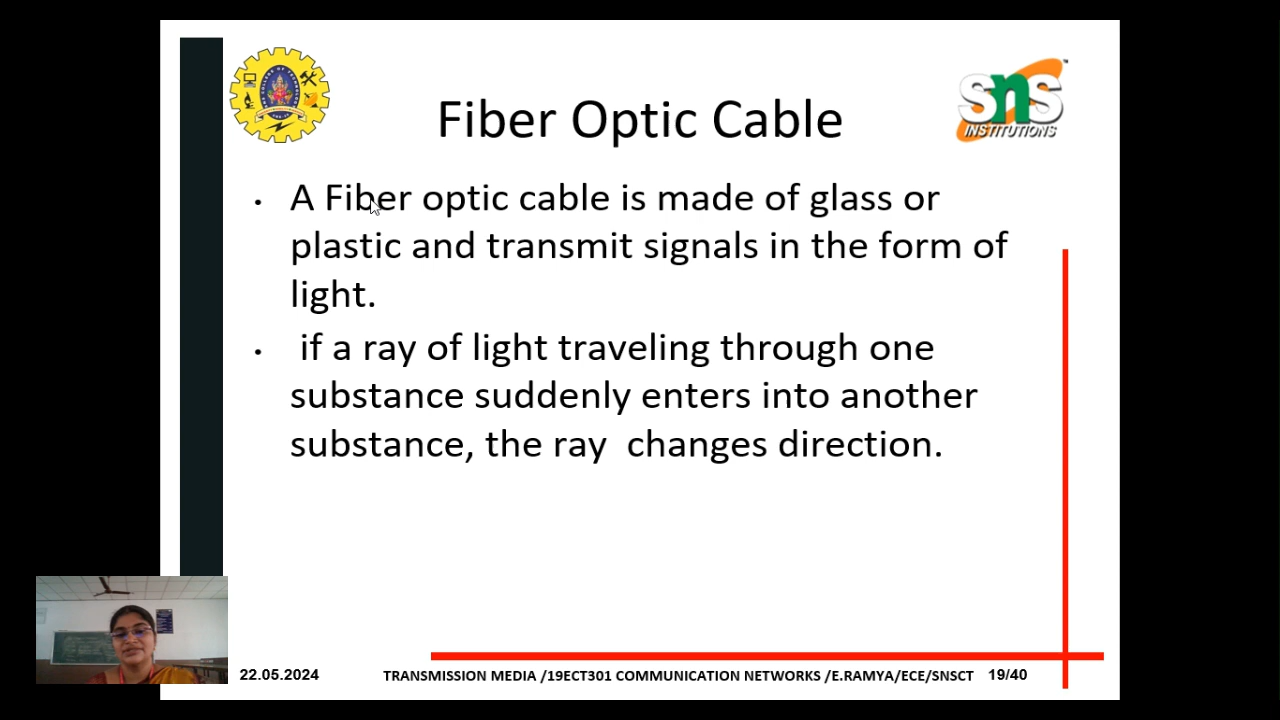 SNS
INSTITUTIONS
Fiber Optic Cable
• A Fiber optic cable is made of glass or
plastic and transmit signals in the form of
light.
• if a ray of light traveling through one
substance suddenly enters into another
substance, the ray changes direction.
22.05.2024 TRANSMISSION MEDIA /19ECT301 COMMUNICATION NETWORKS /E.RAMYA/ECE/SNSCT 19/40